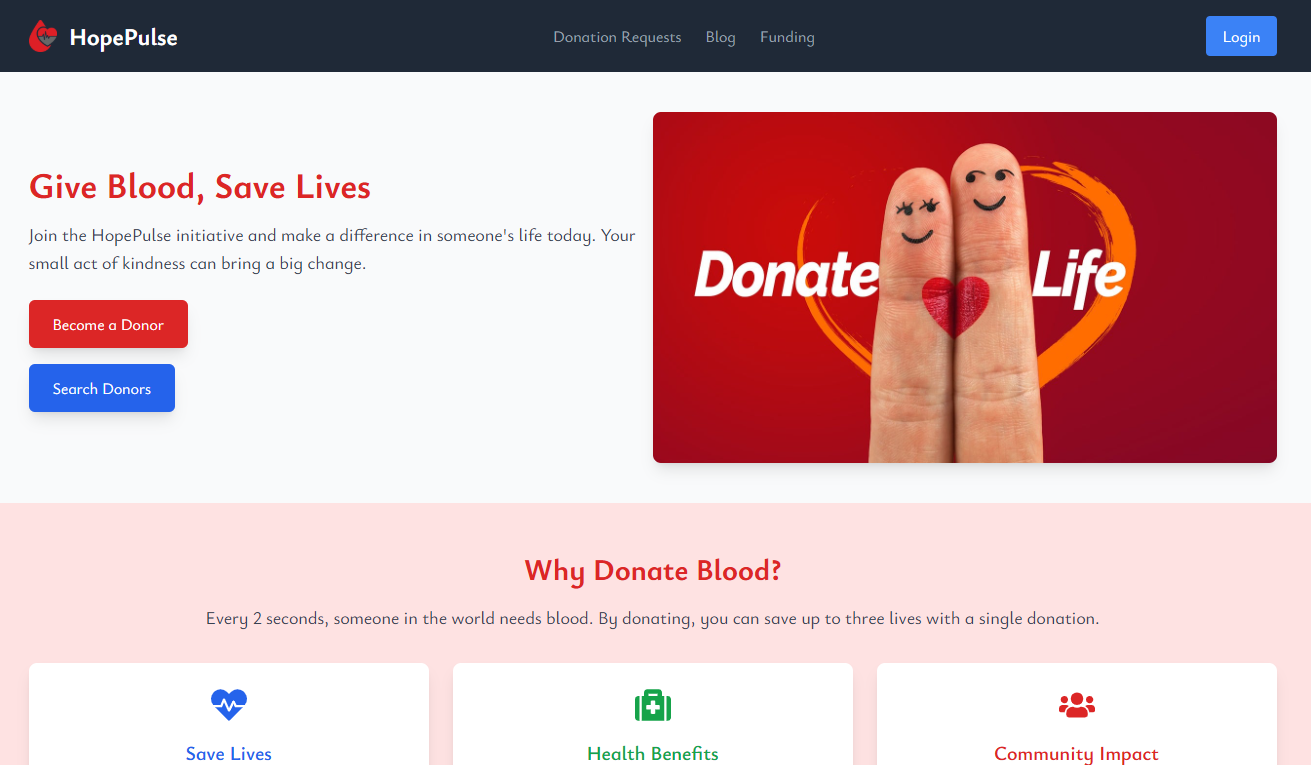 HopePulse
Donation Requests
Blog
Funding
Login
Give Blood, Save Lives
Join the HopePulse initiative and make a difference in someone's life today. Your
small act of kindness can bring a big change.
Become a Donor
Search Donors
Donate Life
Why Donate Blood?
Every 2 seconds, someone in the world needs blood. By donating, you can save up to three lives with a single donation.
Save Lives
Health Benefits
Community Impact